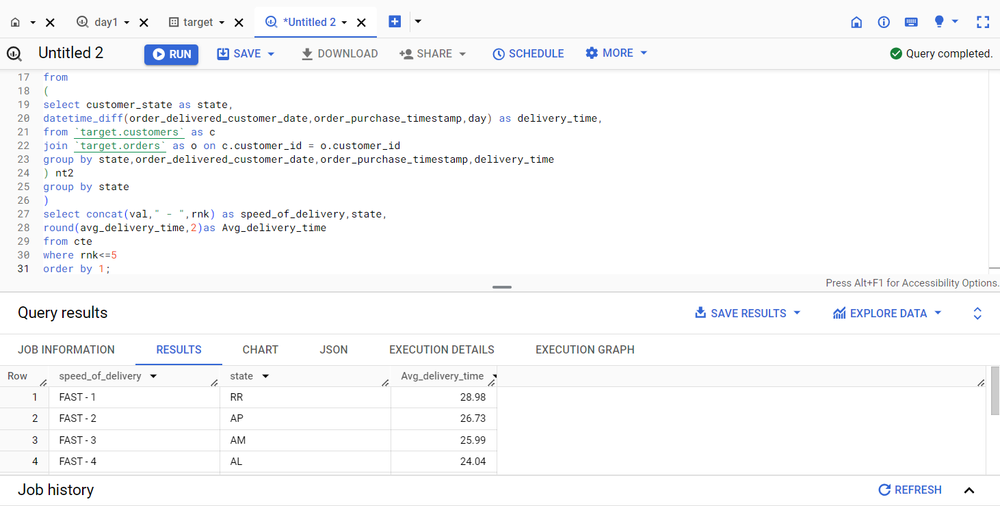 day1
target
*Untitled 2
Untitled 2
RUN
SAVE
DOWNLOAD
SHARE
SCHEDULE
MORE
Query completed.
17 from
18 (
19 select customer_state as state,
20 datetime_diff(order_delivered_customer_date,order_purchase_timestamp,day) as delivery_time,
21 from `target.customers` as c
22 join `target.orders` as o on c.customer_id = o.customer_id
23 group by state,order_delivered_customer_date,order_purchase_timestamp,delivery_time
24 ) nt2
25 group by state
26 )
27 select concat(val," - ",rnk) as speed_of_delivery,state,
28 round(avg_delivery_time,2)as Avg_delivery_time
29 from cte
30 where rnk<=5
31 order by 1;
Press Alt+F1 for Accessibility Options.
Query results
SAVE RESULTS
EXPLORE DATA
JOB INFORMATION
RESULTS
CHART
JSON
EXECUTION DETAILS
EXECUTION GRAPH
Row speed_of_delivery state Avg_delivery_time
1 FAST - 1 RR 28.98
2 FAST - 2 AP 26.73
3 FAST - 3 AM 25.99
4 FAST - 4 AL 24.04
Job history
REFRESH